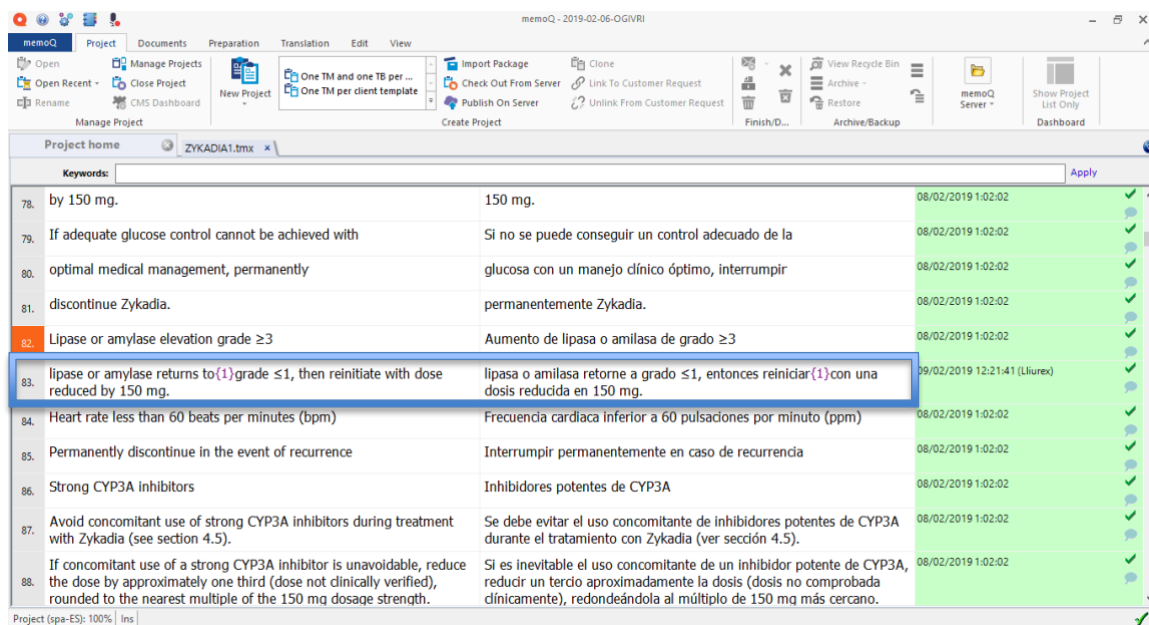 memoQ - 2019-02-06-OGIVRI
memoQ Project Documents Preparation Translation Edit View
Open
Open Recent
Rename
Manage Projects
Close Project
CMS Dashboard
Manage Project
New Project
One TM and one TB per ...
One TM per client template
Import Package
Check Out From Server
Publish On Server
Clone
Link To Customer Request
Unlink From Customer Request
Create Project
Finish/D...
View Recycle Bin
Archive
Restore
Archive/Backup
memoQ
Server
Show Project
List Only
Dashboard
Project home ZYKADIA1.tmx x
Keywords: Apply
78. by 150 mg. 150 mg. 08/02/2019 1:02:02
79. If adequate glucose control cannot be achieved with Si no se puede conseguir un control adecuado de la 08/02/2019 1:02:02
80. optimal medical management, permanently glucosa con un manejo clínico óptimo, interrumpir 08/02/2019 1:02:02
81. discontinue Zykadia. permanentemente Zykadia. 08/02/2019 1:02:02
82. Lipase or amylase elevation grade ≥3 Aumento de lipasa o amilasa de grado ≥3 08/02/2019 1:02:02
83. lipase or amylase returns to{1}grade ≤1, then reinitiate with dose
reduced by 150 mg.
lipasa o amilasa retorne a grado ≤1, entonces reiniciar{1}con una
dosis reducida en 150 mg.
09/02/2019 12:21:41 (Lliurex)
84. Heart rate less than 60 beats per minutes (bpm) Frecuencia cardiaca inferior a 60 pulsaciones por minuto (ppm) 08/02/2019 1:02:02
85. Permanently discontinue in the event of recurrence Interrumpir permanentemente en caso de recurrencia 08/02/2019 1:02:02
86. Strong CYP3A inhibitors Inhibidores potentes de CYP3A 08/02/2019 1:02:02
87. Avoid concomitant use of strong CYP3A inhibitors during treatment
with Zykadia (see section 4.5).
Se debe evitar el uso concomitante de inhibidores potentes de CYP3A
durante el tratamiento con Zykadia (ver sección 4.5).
08/02/2019 1:02:02
88. If concomitant use of a strong CYP3A inhibitor is unavoidable, reduce
the dose by approximately one third (dose not clinically verified),
rounded to the nearest multiple of the 150 mg dosage strength.
Si es inevitable el uso concomitante de un inhibidor potente de CYP3A,
reducir un tercio aproximadamente la dosis (dosis no comprobada
clínicamente), redondeándola al múltiplo de 150 mg más cercano.
08/02/2019 1:02:02
Project (spa-ES): 100% Ins